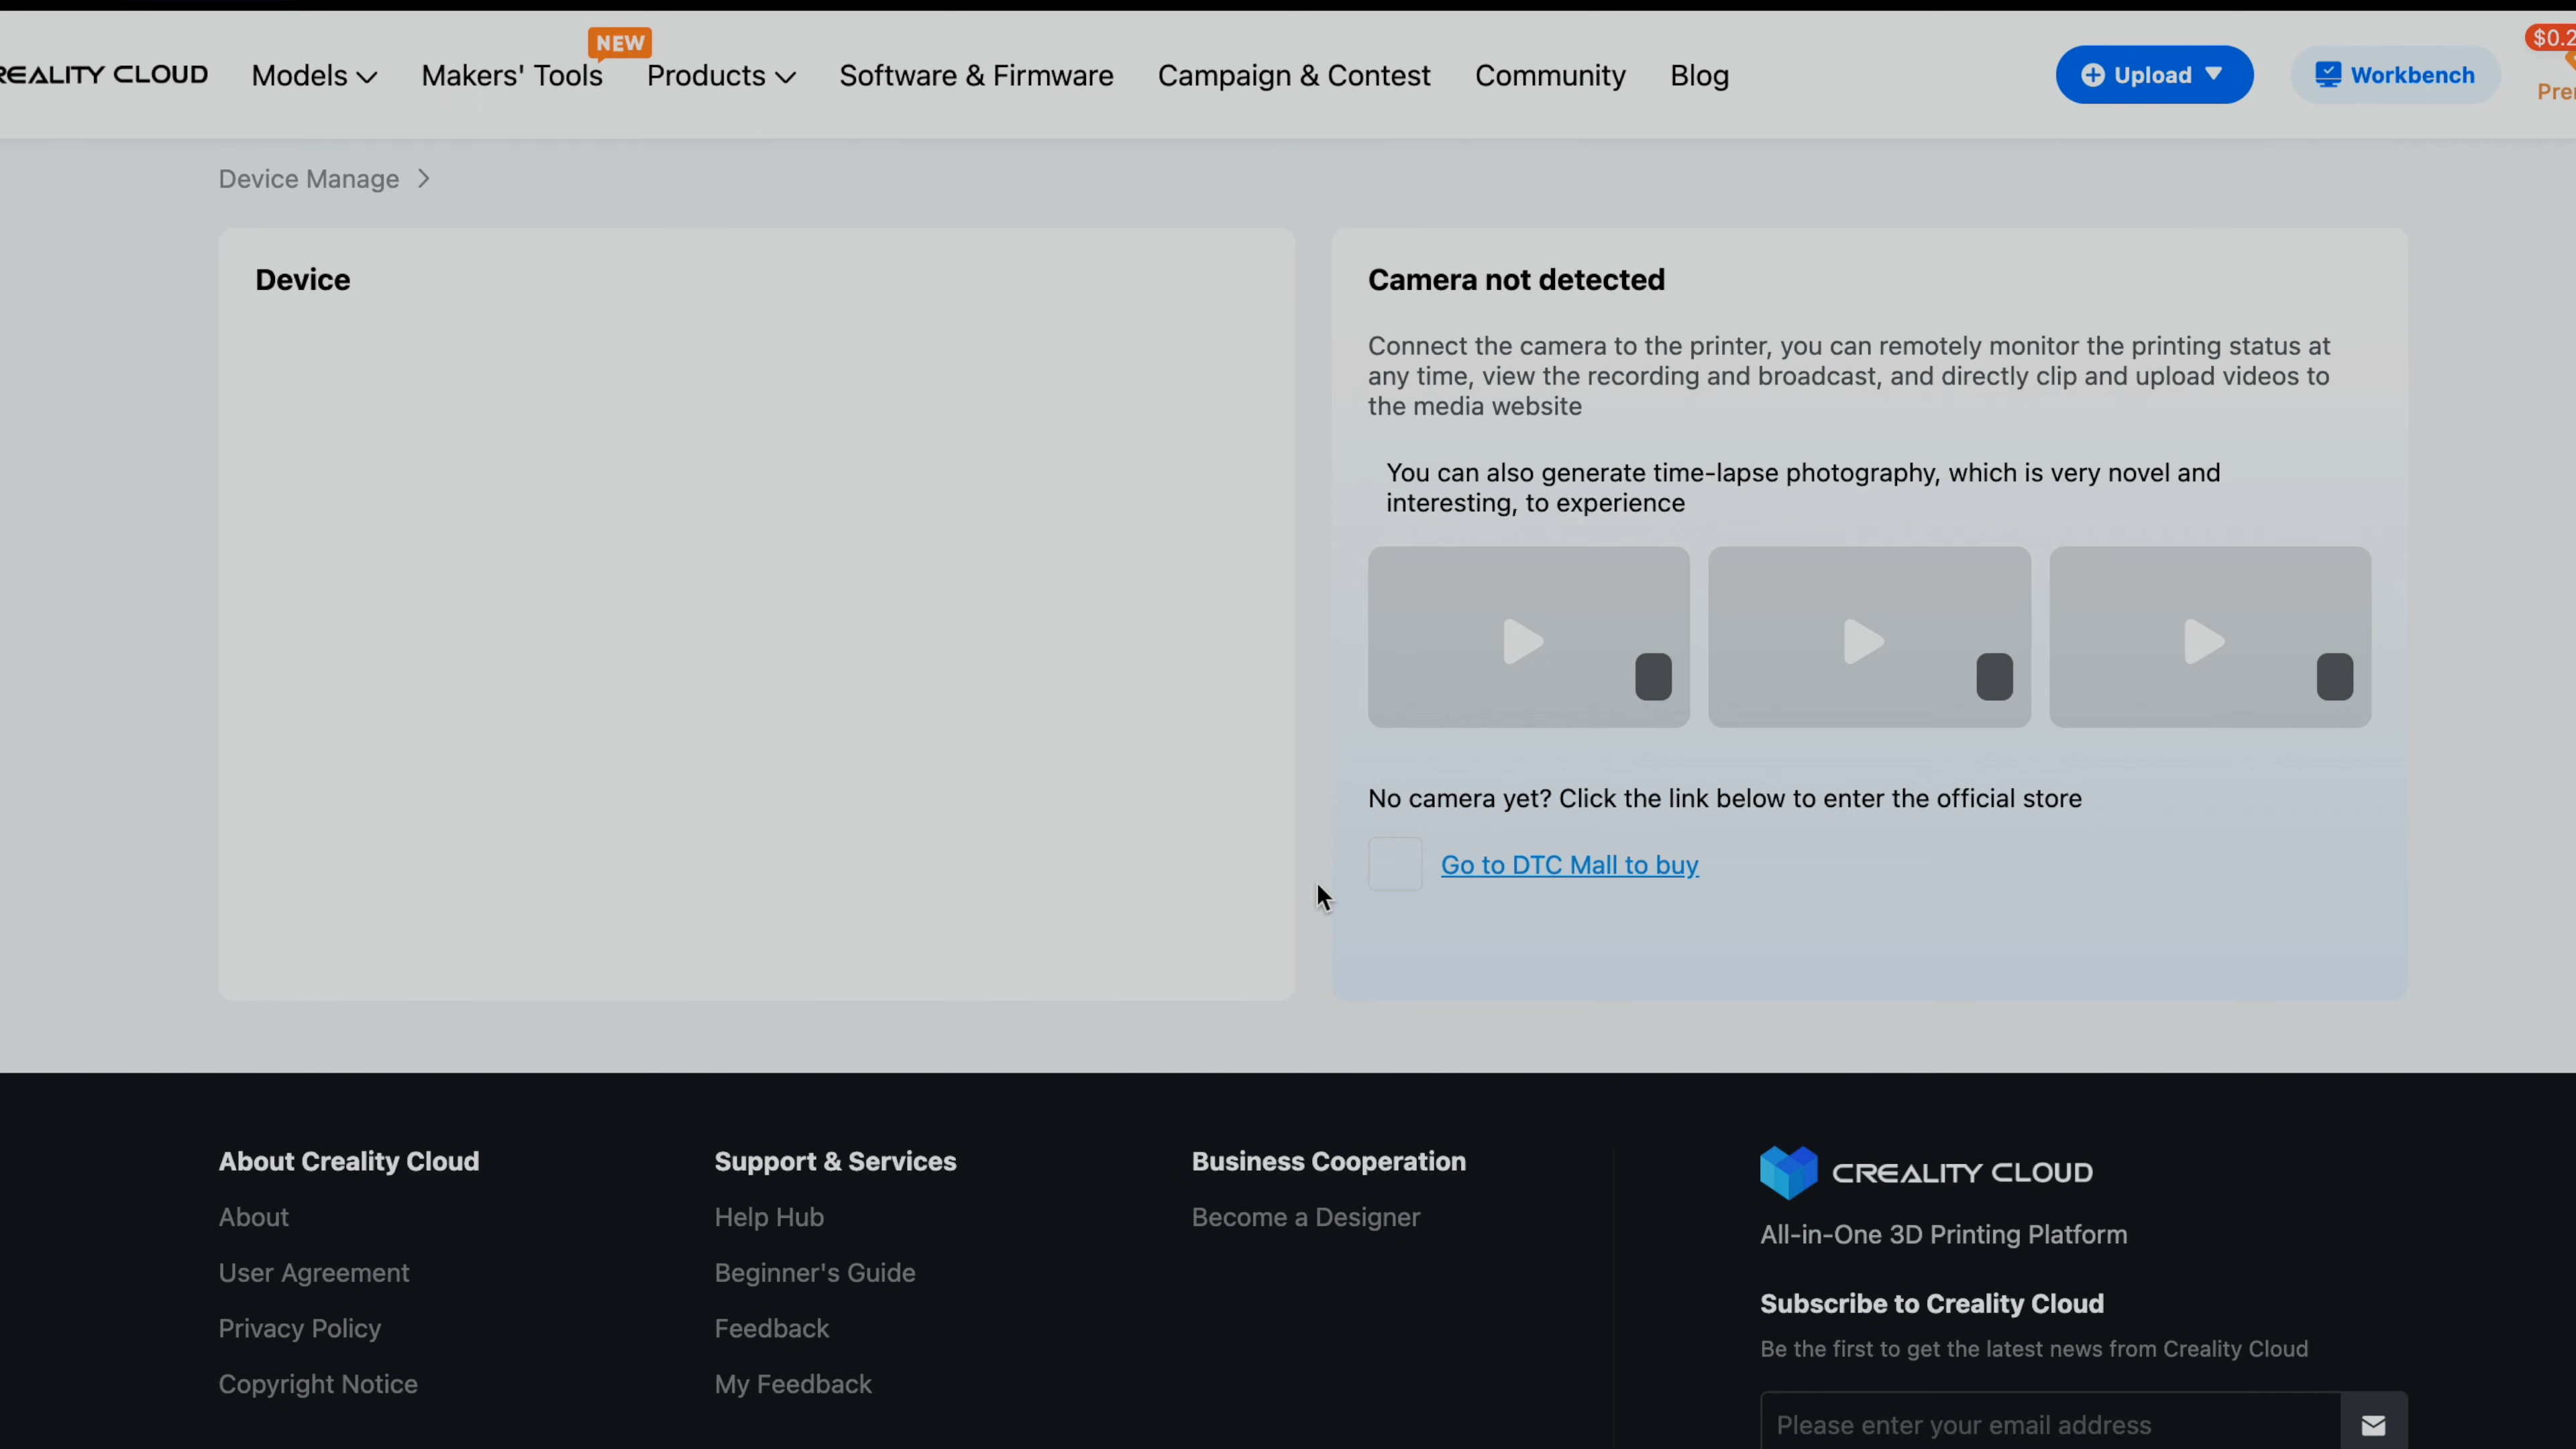 CREALITY CLOUD
Models
Makers' Tools
NEW
Products
Software & Firmware
Campaign & Contest
Community
Blog
Upload
Workbench
Device Manage
Device
Camera not detected
Connect the camera to the printer, you can remotely monitor the printing status at
any time, view the recording and broadcast, and directly clip and upload videos to
the media website
You can also generate time-lapse photography, which is very novel and
interesting, to experience
No camera yet? Click the link below to enter the official store
Go to DTC Mall to buy
About Creality Cloud
About
User Agreement
Privacy Policy
Copyright Notice
Support & Services
Help Hub
Beginner's Guide
Feedback
My Feedback
Business Cooperation
Become a Designer
CREALITY CLOUD
All-in-One 3D Printing Platform
Subscribe to Creality Cloud
Be the first to get the latest news from Creality Cloud
Please enter your email address